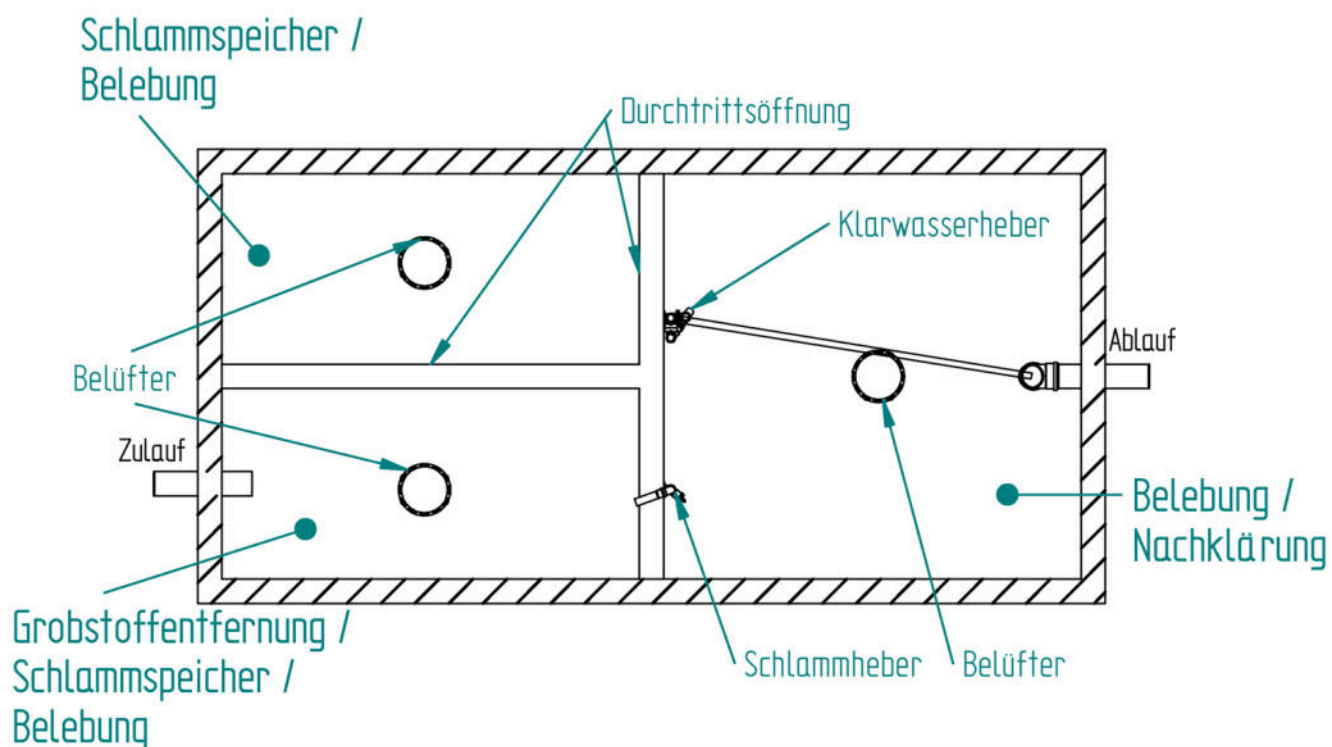 Schlammspeicher /
Belebung
Durchtrittsöffnung
Klarwasserheber
Ablauf
Belüfter
Zulauf
Belebung /
Nachklärung
Grobstoffentfernung /
Schlammspeicher /
Belebung
Schlammheber
Belüfter